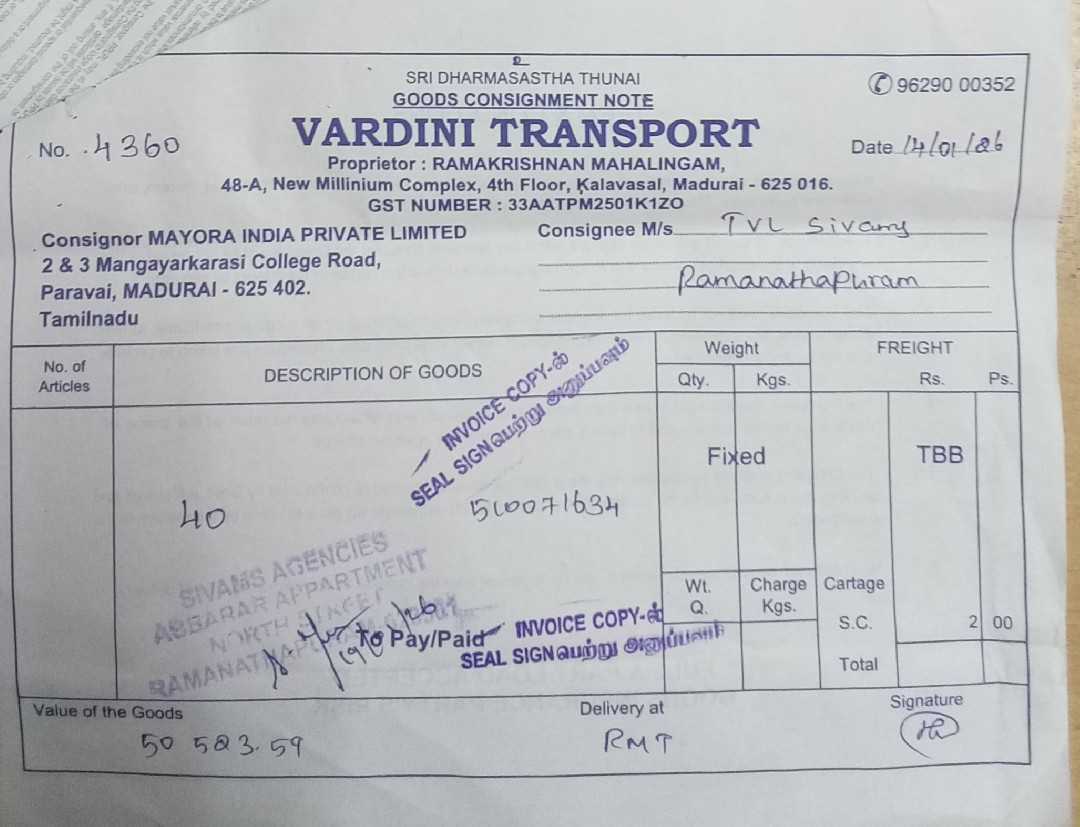 SRI DHARMASASTHA THUNAI
GOODS CONSIGNMENT NOTE
✆ 96290 00352
No. 4360
VARDINI TRANSPORT
Date 14/01/26
Proprietor : RAMAKRISHNAN MAHALINGAM,
48-A, New Millinium Complex, 4th Floor, Kalavasal, Madurai - 625 016.
GST NUMBER : 33AATPM2501K1ZO
Consignor MAYORA INDIA PRIVATE LIMITED
Consignee M/s. TVL Sivams
2 & 3 Mangayarkarasi College Road,
Ramanathapuram
Paravai, MADURAI - 625 402.
Tamilnadu
No. of Articles
DESCRIPTION OF GOODS
Weight
FREIGHT
Qty. Kgs.
Rs. Ps.
INVOICE COPY-ல்
SEAL SIGN பெற்று அனுப்பவும்
Fixed
TBB
40
510071634
SIVAMS AGENCIES
ABBARAR APPARTMENT
NORTH STREET
Wt. Q.
Charge Kgs.
Cartage
S.C. 2 00
Total
To Pay/Paid
INVOICE COPY-ல்
SEAL SIGN பெற்று அனுப்பவும்
Value of the Goods
Delivery at
Signature
50 523.59
RMT